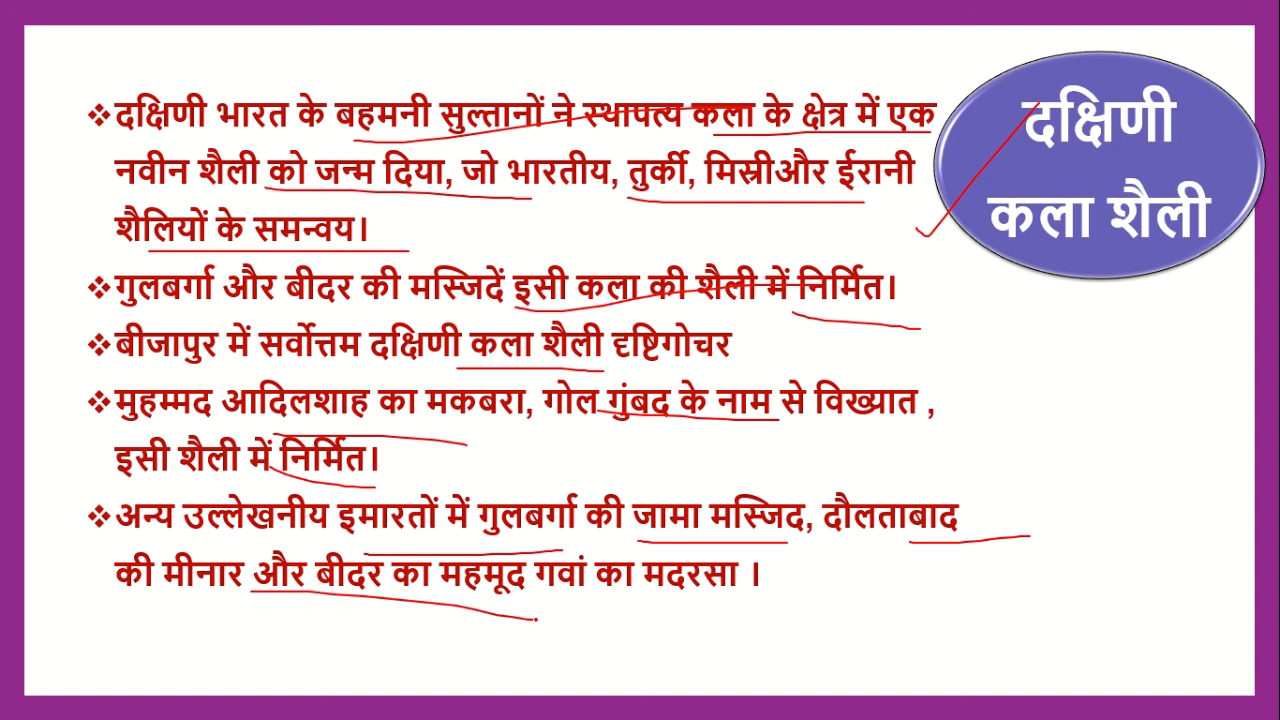 दक्षिणी
कला शैली
❖दक्षिणी भारत के बहमनी सुल्तानों ने स्थापत्य कला के क्षेत्र में एक
नवीन शैली को जन्म दिया, जो भारतीय, तुर्की, मिस्रीऔर ईरानी
शैलियों के समन्वय।
❖गुलबर्गा और बीदर की मस्जिदें इसी कला की शैली में निर्मित।
❖बीजापुर में सर्वोत्तम दक्षिणी कला शैली दृष्टिगोचर
❖मुहम्मद आदिलशाह का मकबरा, गोल गुंबद के नाम से विख्यात ,
इसी शैली में निर्मित।
❖अन्य उल्लेखनीय इमारतों में गुलबर्गा की जामा मस्जिद, दौलताबाद
की मीनार और बीदर का महमूद गवां का मदरसा ।